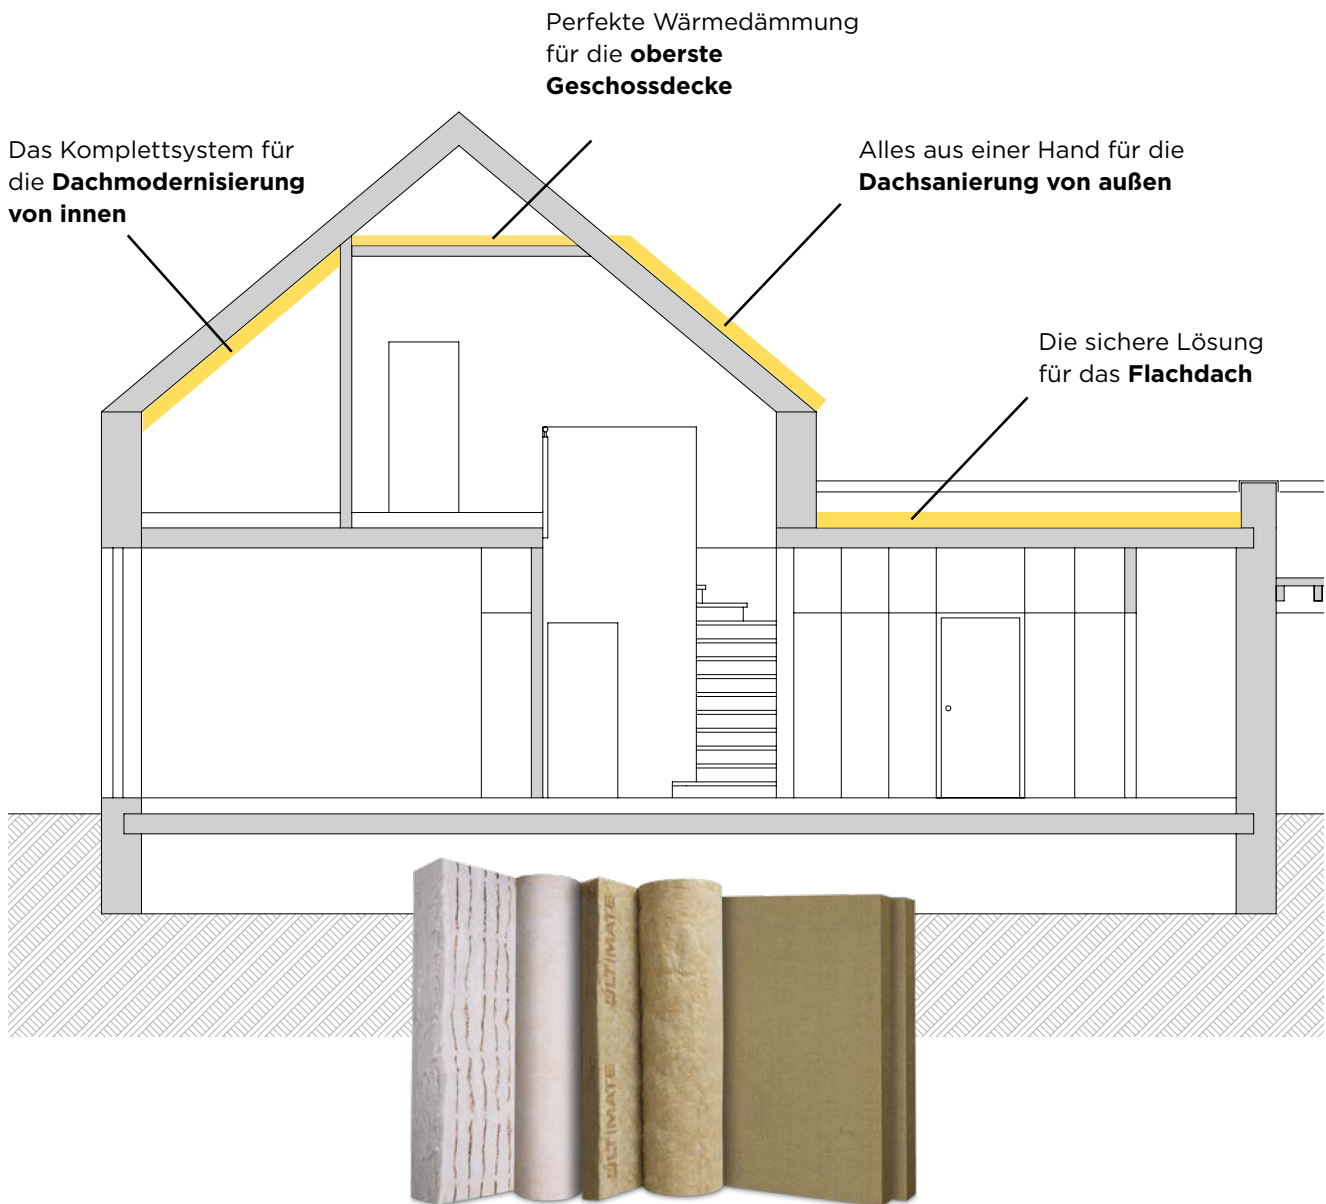 Perfekte Wärmedämmung
für die oberste
Geschossdecke
Das Komplettsystem für
die Dachmodernisierung
von innen
Alles aus einer Hand für die
Dachsanierung von außen
Die sichere Lösung
für das Flachdach
ULTIMATE
ULTIMATE